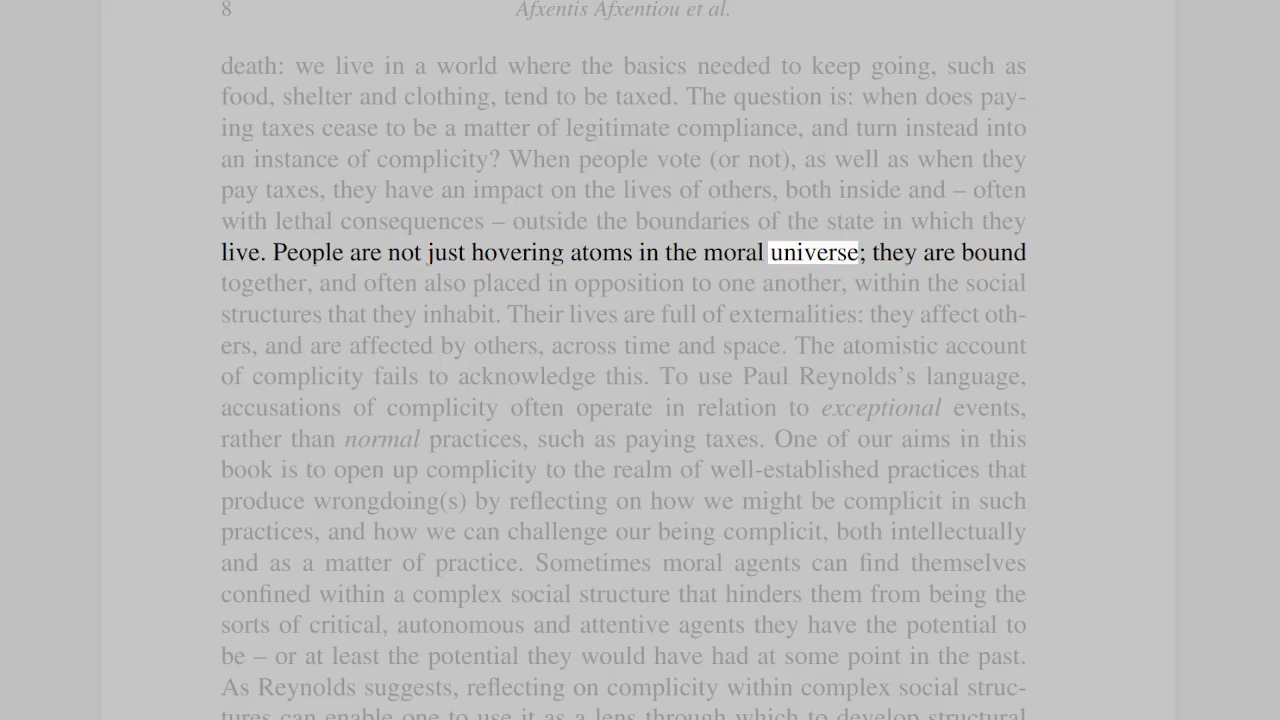 8 Afxentis Afxentiou et al.
death: we live in a world where the basics needed to keep going, such as
food, shelter and clothing, tend to be taxed. The question is: when does pay-
ing taxes cease to be a matter of legitimate compliance, and turn instead into
an instance of complicity? When people vote (or not), as well as when they
pay taxes, they have an impact on the lives of others, both inside and – often
with lethal consequences – outside the boundaries of the state in which they
live. People are not just hovering atoms in the moral universe; they are bound
together, and often also placed in opposition to one another, within the social
structures that they inhabit. Their lives are full of externalities: they affect oth-
ers, and are affected by others, across time and space. The atomistic account
of complicity fails to acknowledge this. To use Paul Reynolds’s language,
accusations of complicity often operate in relation to exceptional events,
rather than normal practices, such as paying taxes. One of our aims in this
book is to open up complicity to the realm of well-established practices that
produce wrongdoing(s) by reflecting on how we might be complicit in such
practices, and how we can challenge our being complicit, both intellectually
and as a matter of practice. Sometimes moral agents can find themselves
confined within a complex social structure that hinders them from being the
sorts of critical, autonomous and attentive agents they have the potential to
be – or at least the potential they would have had at some point in the past.
As Reynolds suggests, reflecting on complicity within complex social struc-
tures can enable one to use it as a lens through which to develop structural